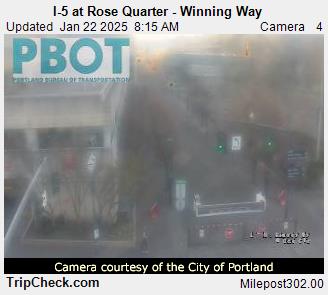 I-5 at Rose Quarter - Winning Way
Updated Jan 22 2025 8:15 AM Camera 4
PBOT
PORTLAND BUREAU OF TRANSPORTATION
Camera courtesy of the City of Portland
TripCheck.com Milepost302.00